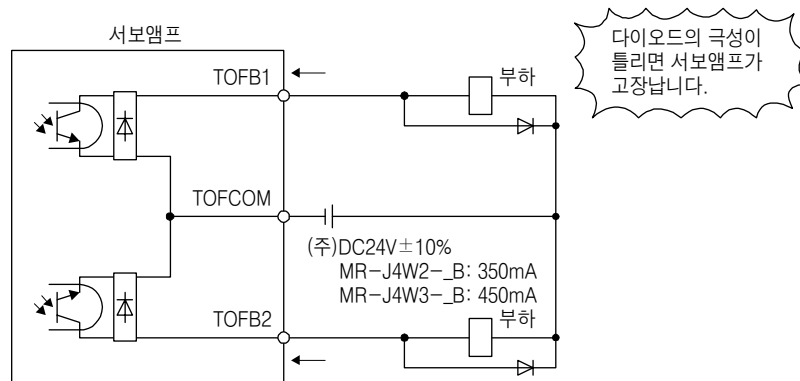 서보앰프
다이오드의 극성이
틀리면 서보앰프가
고장납니다.
TOFB1
부하
TOFCOM
(주)DC24V±10%
MR-J4W2-_B: 350mA
MR-J4W3-_B: 450mA
TOFB2
부하